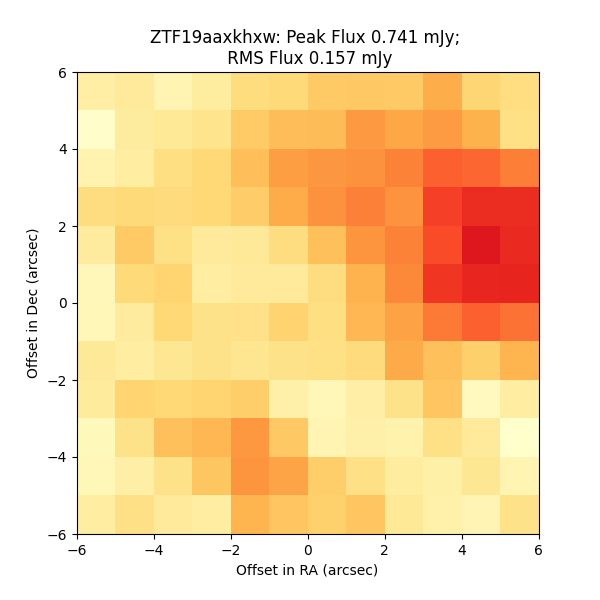 ZTF19aaxkhxw: Peak Flux 0.741 mJy;
RMS Flux 0.157 mJy
6
4
2
0
−2
−4
−6
Offset in Dec (arcsec)
−6 −4 −2 0 2 4 6
Offset in RA (arcsec)